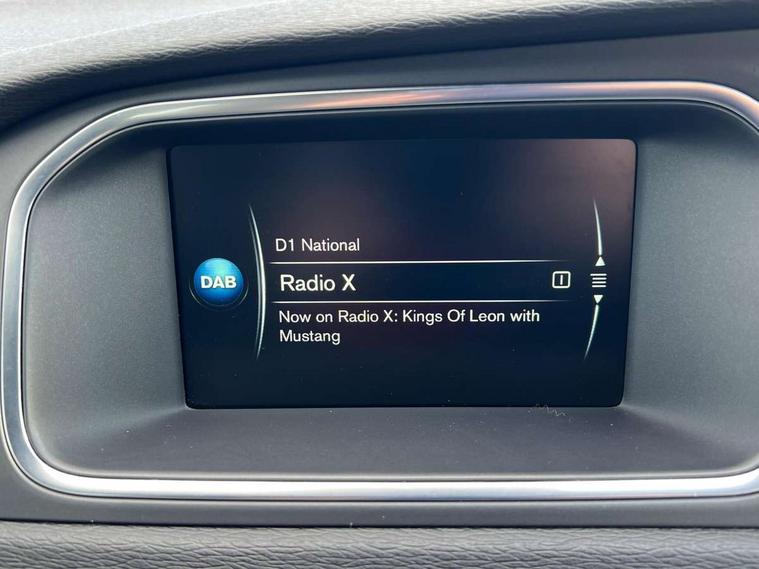 D1 National
DAB
Radio X
Now on Radio X: Kings Of Leon with
Mustang